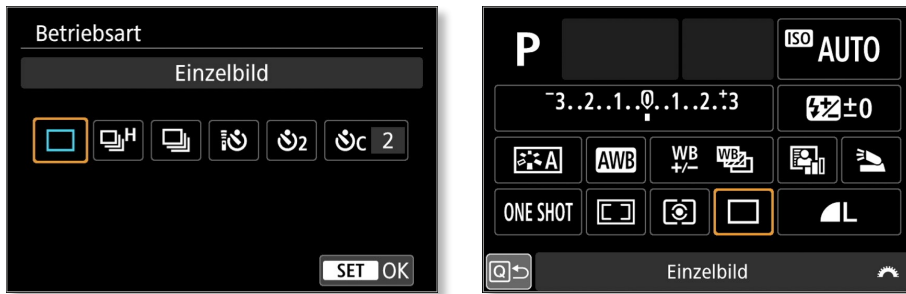 Betriebsart
Einzelbild
H 2 C 2
SET OK
P ISO AUTO
-3..2..1..0..1..2.+3 ±0
A AWB WB +/- WB
ONE SHOT L
Q Einzelbild